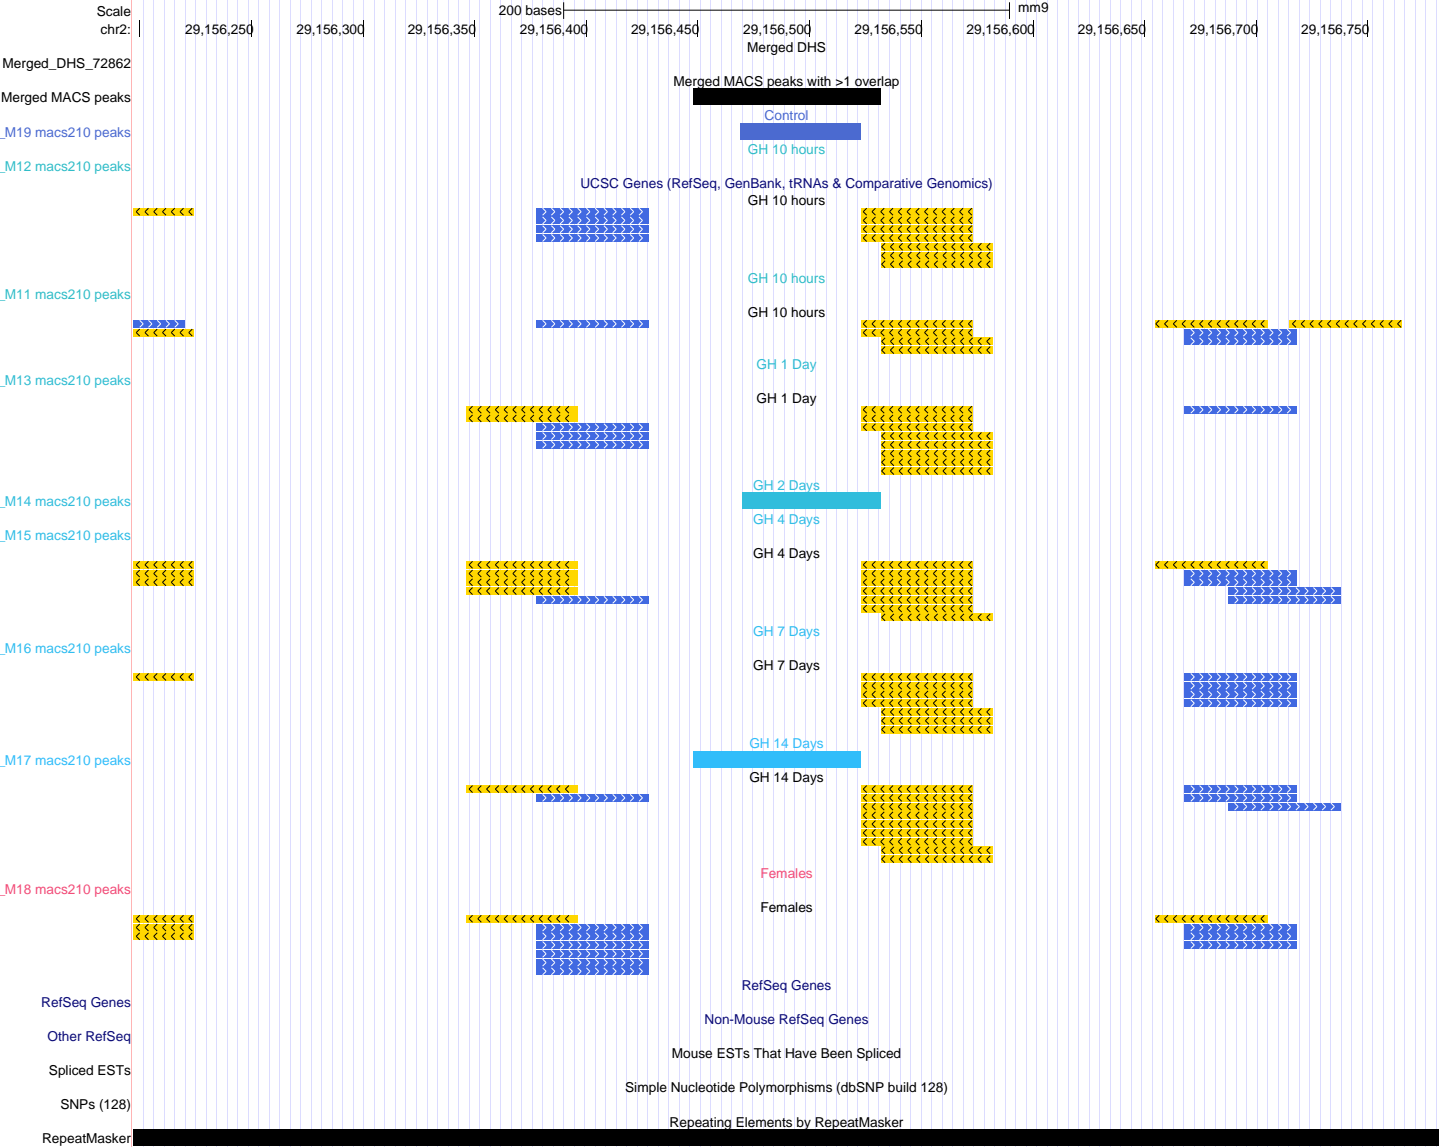 Scale 200 bases mm9
chr2: 29,156,250 29,156,300 29,156,350 29,156,400 29,156,450 29,156,500 29,156,550 29,156,600 29,156,650 29,156,700 29,156,750
Merged DHS
Merged_DHS_72862
Merged MACS peaks with >1 overlap
Merged MACS peaks
Control
_M19 macs210 peaks
GH 10 hours
_M12 macs210 peaks
UCSC Genes (RefSeq, GenBank, tRNAs & Comparative Genomics)
GH 10 hours
GH 10 hours
_M11 macs210 peaks
GH 10 hours
GH 1 Day
_M13 macs210 peaks
GH 1 Day
GH 2 Days
_M14 macs210 peaks
GH 4 Days
_M15 macs210 peaks
GH 4 Days
GH 7 Days
_M16 macs210 peaks
GH 7 Days
GH 14 Days
_M17 macs210 peaks
GH 14 Days
Females
_M18 macs210 peaks
Females
RefSeq Genes
RefSeq Genes
Non-Mouse RefSeq Genes
Other RefSeq
Mouse ESTs That Have Been Spliced
Spliced ESTs
Simple Nucleotide Polymorphisms (dbSNP build 128)
SNPs (128)
Repeating Elements by RepeatMasker
RepeatMasker